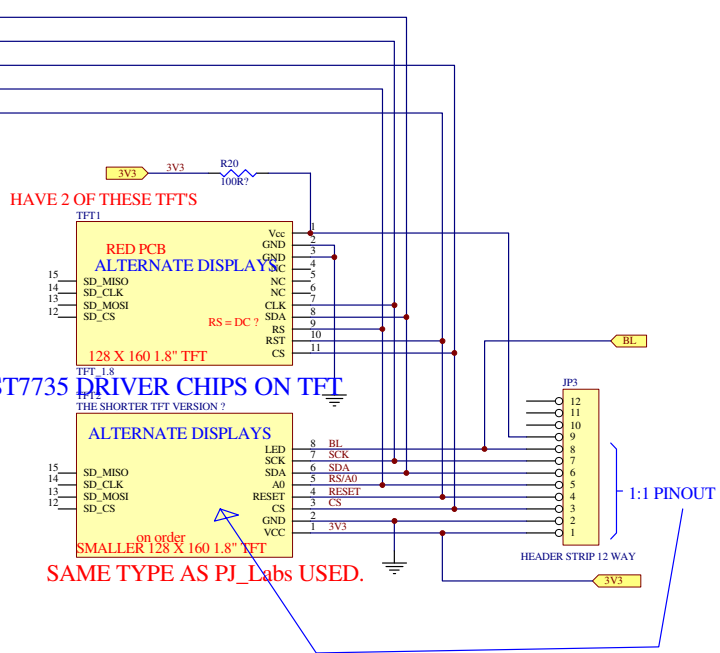 3V3 3V3 R20
100R?
HAVE 2 OF THESE TFT'S
TFT1
RED PCB
ALTERNATE DISPLAYS
15 SD_MISO
14 SD_CLK
13 SD_MOSI
12 SD_CS
Vcc 1
GND 2
GND 3
NC 4
NC 5
NC 6
CLK 7
SDA 8
RS = DC ? RS 9
RST 10
CS 11
128 X 160 1.8" TFT
TFT_1.8
ST7735 DRIVER CHIPS ON TFT
TFT2
THE SHORTER TFT VERSION ?
ALTERNATE DISPLAYS
15 SD_MISO
14 SD_CLK
13 SD_MOSI
12 SD_CS
LED 8 BL
SCK 7 SCK
SDA 6 SDA
A0 5 RS/A0
RESET 4 RESET
CS 3 CS
GND 2
VCC 1 3V3
on order
SMALLER 128 X 160 1.8" TFT
SAME TYPE AS PJ_Labs USED.
BL
JP3
12
11
10
9
8
7
6
5
4
3
2
1
1:1 PINOUT
HEADER STRIP 12 WAY
3V3